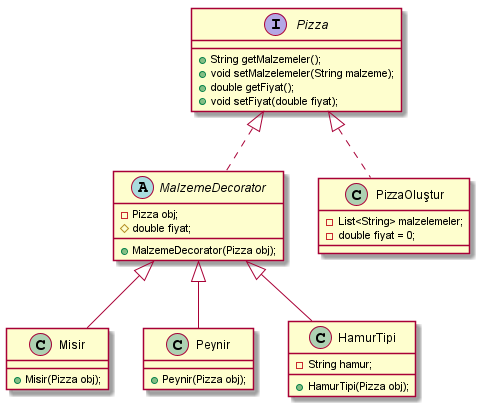 I Pizza
String getMalzemeler();
void setMalzelemeler(String malzeme);
double getFiyat();
void setFiyat(double fiyat);
A MalzemeDecorator
Pizza obj;
double fiyat;
MalzemeDecorator(Pizza obj);
C PizzaOluştur
List<String> malzelemeler;
double fiyat = 0;
C Misir
Misir(Pizza obj);
C Peynir
Peynir(Pizza obj);
C HamurTipi
String hamur;
HamurTipi(Pizza obj);